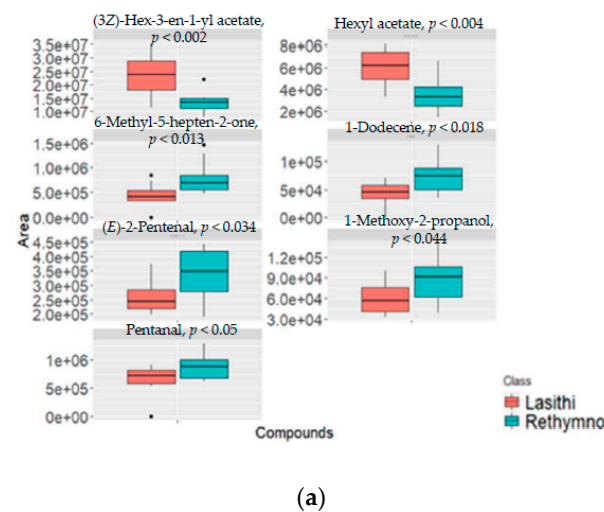 (3Z)-Hex-3-en-1-yl acetate,
p < 0.002
3.5e+07
3.0e+07
2.5e+07
2.0e+07
1.5e+07
1.0e+07
Hexyl acetate, p < 0.004
8e+06
6e+06
4e+06
2e+06
6-Methyl-5-hepten-2-one,
p < 0.013
1.5e+06
1.0e+06
5.0e+05
0.0e+00
1-Dodecene, p < 0.018
1e+05
5e+04
0e+00
Area
(E)-2-Pentenal, p < 0.034
4.5e+05
4.0e+05
3.5e+05
3.0e+05
2.5e+05
2.0e+05
1-Methoxy-2-propanol,
p < 0.044
1.2e+05
9.0e+04
6.0e+04
3.0e+04
Pentanal, p < 0.05
1e+06
5e+05
0e+00
Compounds
Class
Lasithi
Rethymno
(a)